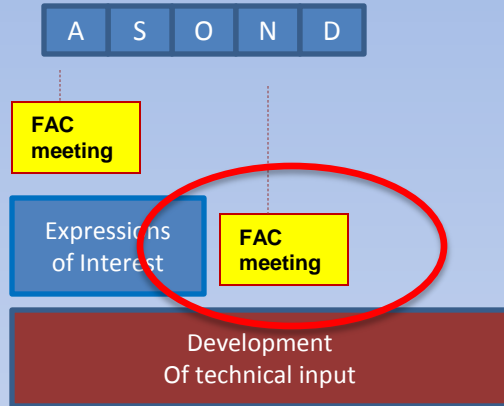 A S O N D
FAC
meeting
Expressions
of Interest
FAC
meeting
Development
Of technical input